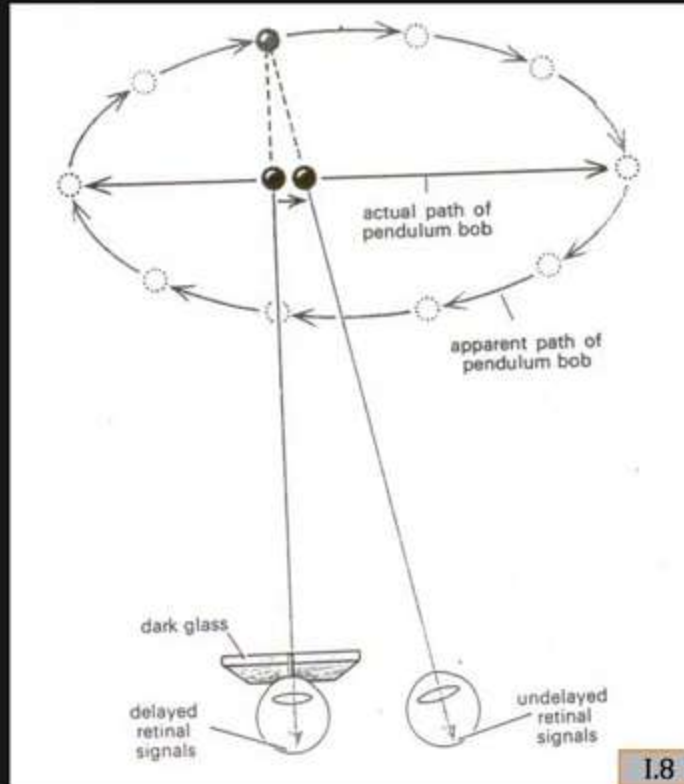 actual path of
pendulum bob
apparent path of
pendulum bob
dark glass
delayed
retinal
signals
undelayed
retinal
signals
I.8